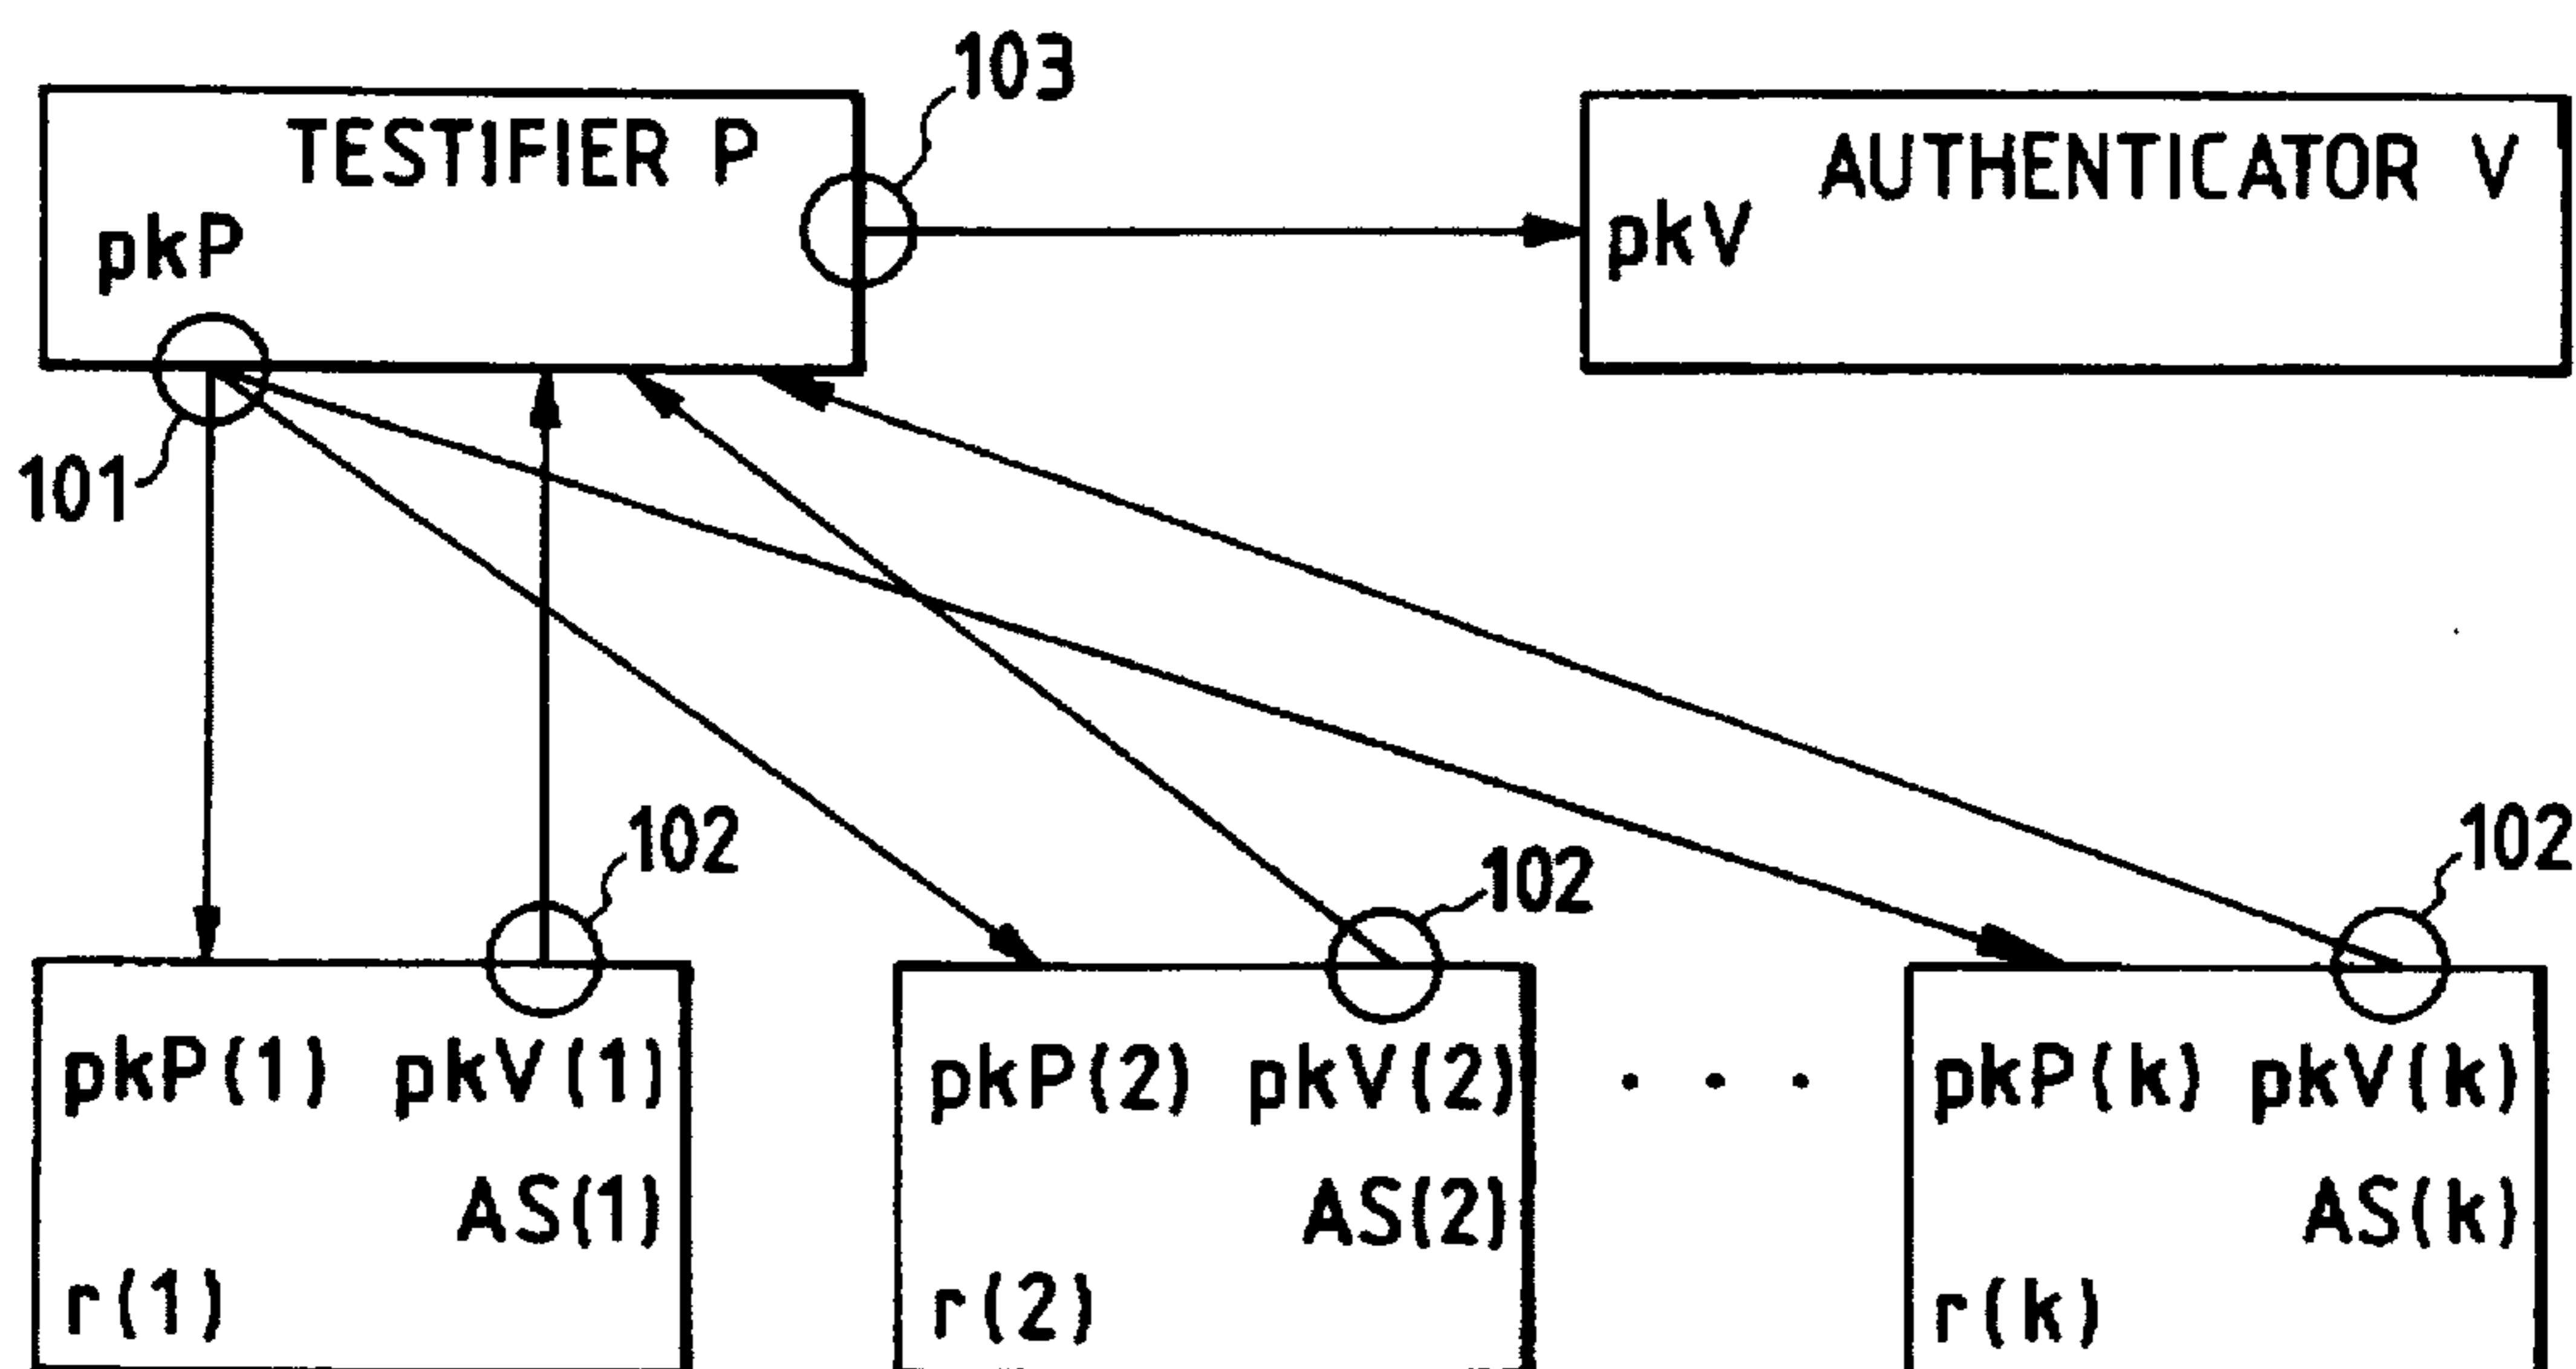 103
TESTIFIER P
AUTHENTICATOR V
pkP
pkV
101
102
102
102
pkP(1) pkV(1)
AS(1)
r(1)
pkP(2) pkV(2)
AS(2)
r(2)
. . .
pkP(k) pkV(k)
AS(k)
r(k)